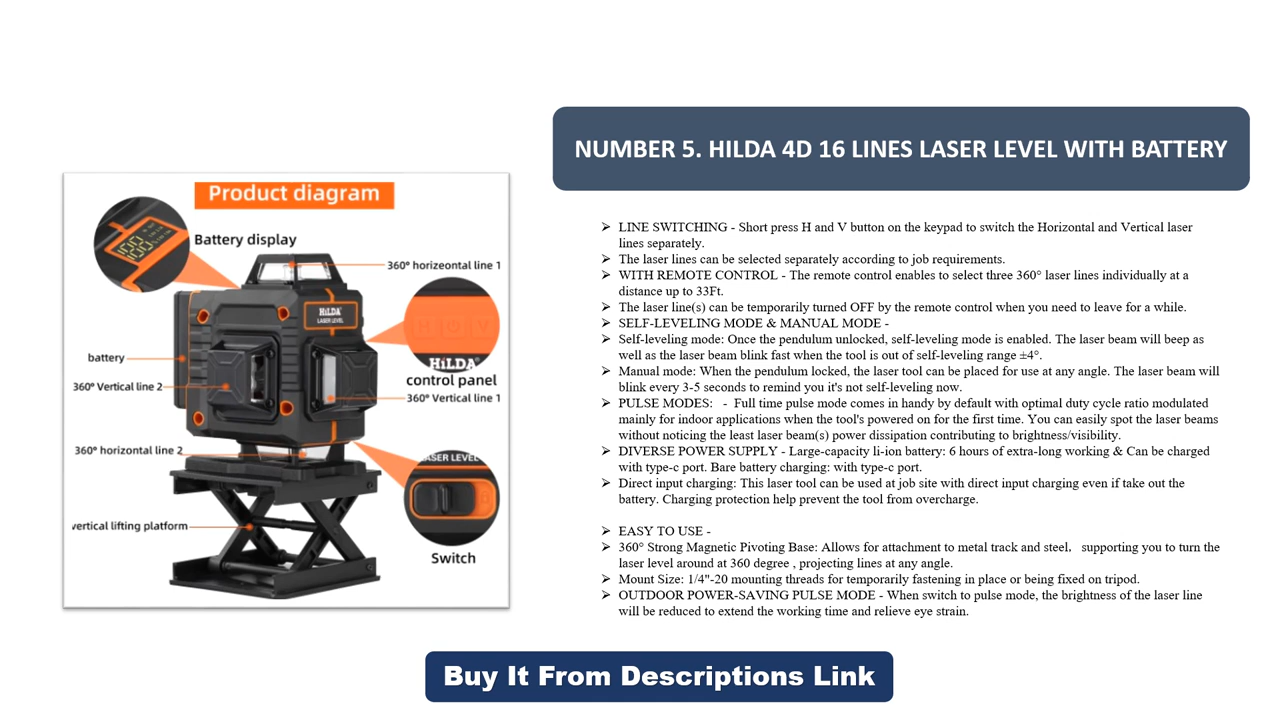 NUMBER 5. HILDA 4D 16 LINES LASER LEVEL WITH BATTERY
Product diagram
Battery display
360° horizeontal line 1
HiLDA
LASER LEVEL
H V
HiLDA
battery
control panel
360° Vertical line 2
360° Vertical line 1
360° horizontal line 2
LASER LEVEL
vertical lifting platform
Switch
➢ LINE SWITCHING - Short press H and V button on the keypad to switch the Horizontal and Vertical laser
lines separately.
➢ The laser lines can be selected separately according to job requirements.
➢ WITH REMOTE CONTROL - The remote control enables to select three 360° laser lines individually at a
distance up to 33Ft.
➢ The laser line(s) can be temporarily turned OFF by the remote control when you need to leave for a while.
➢ SELF-LEVELING MODE & MANUAL MODE -
➢ Self-leveling mode: Once the pendulum unlocked, self-leveling mode is enabled. The laser beam will beep as
well as the laser beam blink fast when the tool is out of self-leveling range ±4°.
➢ Manual mode: When the pendulum locked, the laser tool can be placed for use at any angle. The laser beam will
blink every 3-5 seconds to remind you it's not self-leveling now.
➢ PULSE MODES: - Full time pulse mode comes in handy by default with optimal duty cycle ratio modulated
mainly for indoor applications when the tool's powered on for the first time. You can easily spot the laser beams
without noticing the least laser beam(s) power dissipation contributing to brightness/visibility.
➢ DIVERSE POWER SUPPLY - Large-capacity li-ion battery: 6 hours of extra-long working & Can be charged
with type-c port. Bare battery charging: with type-c port.
➢ Direct input charging: This laser tool can be used at job site with direct input charging even if take out the
battery. Charging protection help prevent the tool from overcharge.
➢ EASY TO USE -
➢ 360° Strong Magnetic Pivoting Base: Allows for attachment to metal track and steel， supporting you to turn the
laser level around at 360 degree , projecting lines at any angle.
➢ Mount Size: 1/4"-20 mounting threads for temporarily fastening in place or being fixed on tripod.
➢ OUTDOOR POWER-SAVING PULSE MODE - When switch to pulse mode, the brightness of the laser line
will be reduced to extend the working time and relieve eye strain.
Buy It From Descriptions Link